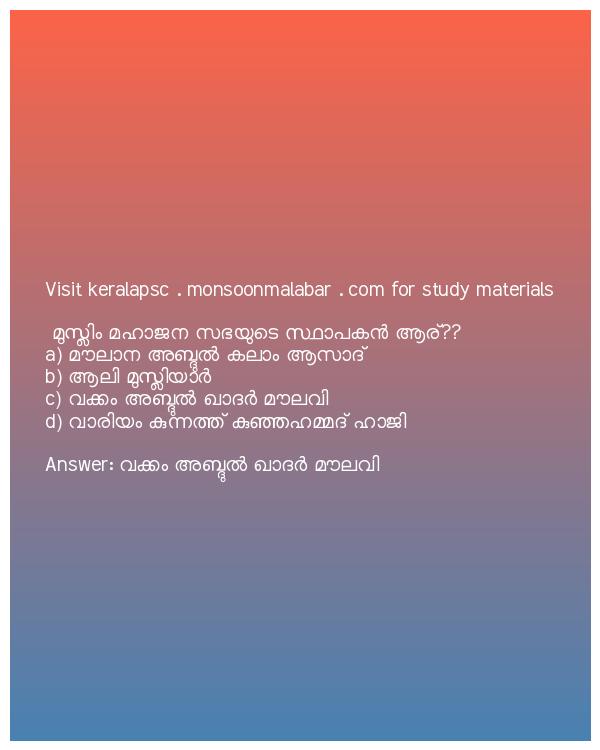 Visit keralapsc . monsoonmalabar . com for study materials
മുസ്ലിം മഹാജന സഭയുടെ സ്ഥാപകൻ ആര്??
a) മൗലാന അബ്ദുൽ കലാം ആസാദ്
b) ആലി മുസ്ലിയാർ
c) വക്കം അബ്ദുൽ ഖാദർ മൗലവി
d) വാരിയം കുന്നത്ത് കുഞ്ഞഹമ്മദ് ഹാജി
Answer: വക്കം അബ്ദുൽ ഖാദർ മൗലവി